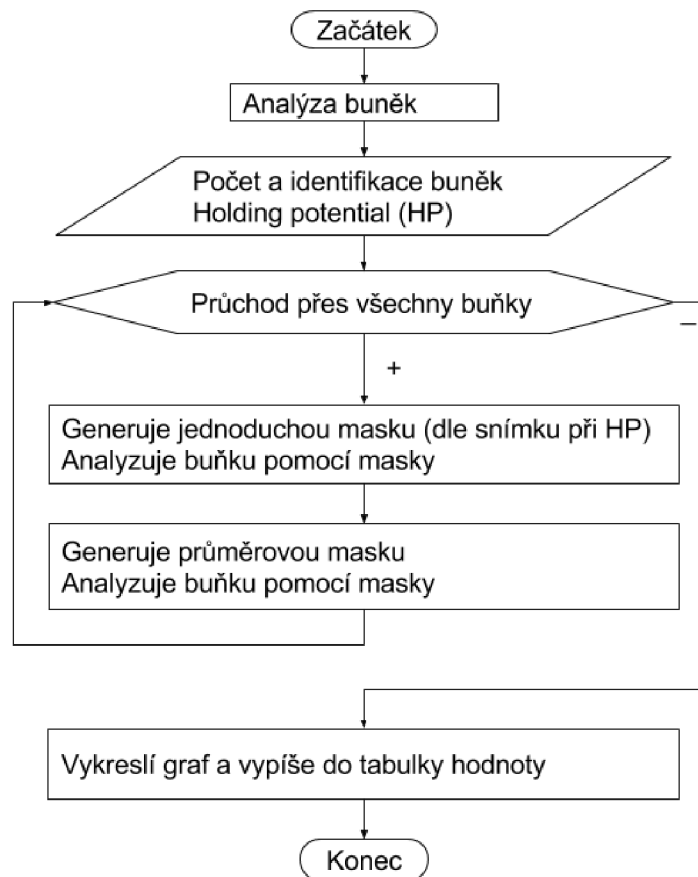 Začátek
Analýza buněk
Počet a identifikace buněk
Holding potential (HP)
Průchod přes všechny buňky
–
+
Generuje jednoduchou masku (dle snímku při HP)
Analyzuje buňku pomocí masky
Generuje průměrovou masku
Analyzuje buňku pomocí masky
Vykreslí graf a vypíše do tabulky hodnoty
Konec